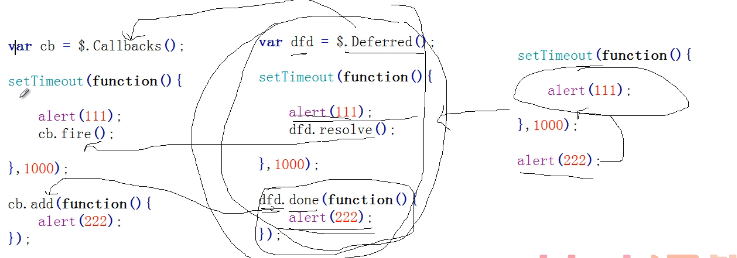 var cb = $.Callbacks();
setTimeout(function(){
alert(111);
cb.fire();
},1000);
cb.add(function(){
alert(222);
});
var dfd = $.Deferred();
setTimeout(function(){
alert(111);
dfd.resolve();
},1000);
dfd.done(function(){
alert(222);
});
setTimeout(function(){
alert(111);
},1000);
alert(222);